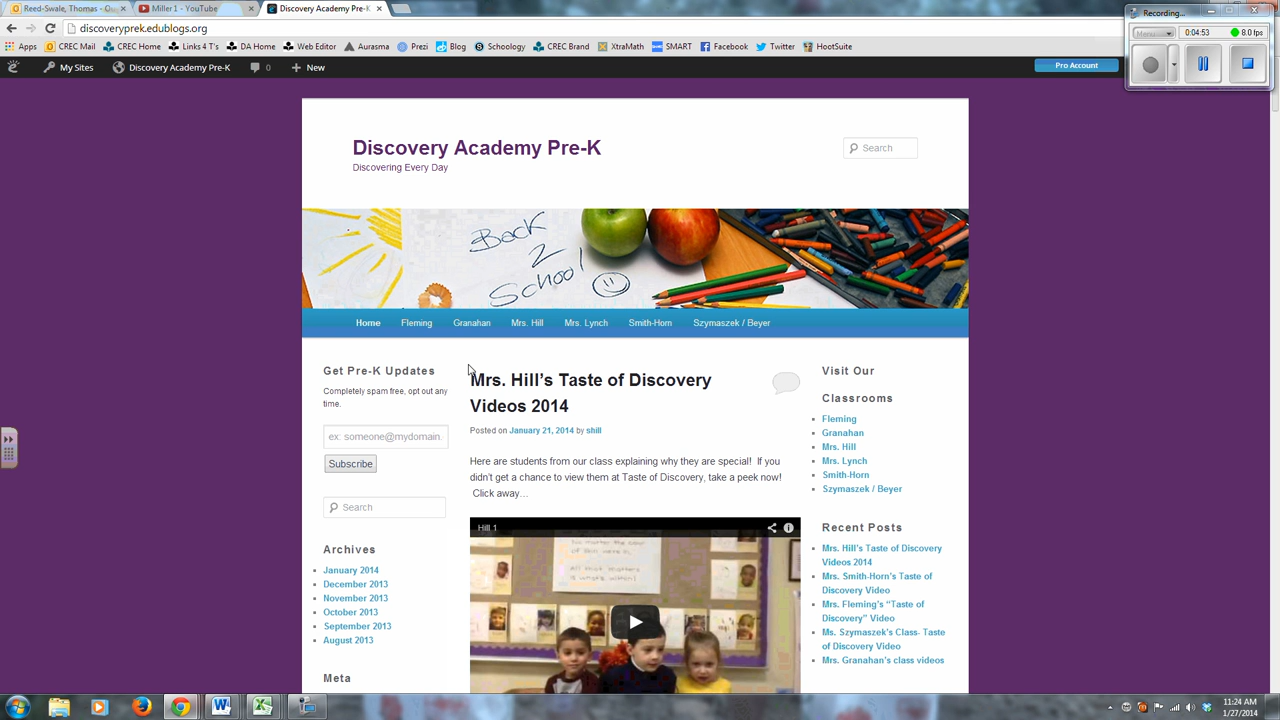 Reed-Swale, Thomas - O...
Miller 1 - YouTube
Discovery Academy Pre-K
Recording...
discoveryprek.edublogs.org
Menu
0:04:53
8.0 fps
Apps
CREC Mail
CREC Home
Links 4 T's
DA Home
Web Editor
Aurasma
Prezi
Blog
Schoology
CREC Brand
XtraMath
SMART
Facebook
Twitter
HootSuite
My Sites
Discovery Academy Pre-K
0
New
Pro Account
Discovery Academy Pre-K
Discovering Every Day
Search
Back
2
School
Home
Fleming
Granahan
Mrs. Hill
Mrs. Lynch
Smith-Horn
Szymaszek / Beyer
Get Pre-K Updates
Completely spam free, opt out any
time.
ex: someone@mydomain.
Subscribe
Search
Archives
January 2014
December 2013
November 2013
October 2013
September 2013
August 2013
Meta
Mrs. Hill's Taste of Discovery
Videos 2014
Posted on January 21, 2014 by shill
Here are students from our class explaining why they are special! If you
didn't get a chance to view them at Taste of Discovery, take a peek now!
Click away...
Hill 1
Visit Our
Classrooms
Fleming
Granahan
Mrs. Hill
Mrs. Lynch
Smith-Horn
Szymaszek / Beyer
Recent Posts
Mrs. Hill's Taste of Discovery
Videos 2014
Mrs. Smith-Horn's Taste of
Discovery Video
Mrs. Fleming's "Taste of
Discovery" Video
Ms. Szymaszek's Class- Taste
of Discovery Video
Mrs. Granahan's class videos
11:24 AM
1/27/2014